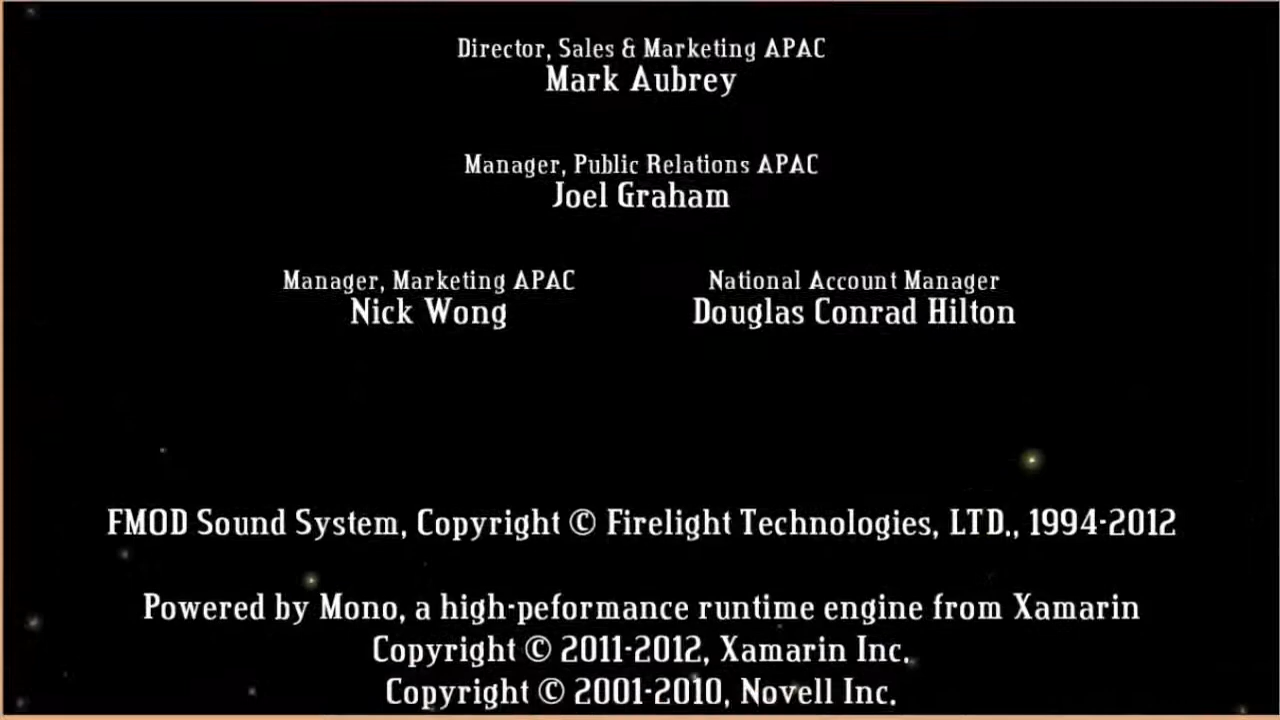 Director, Sales & Marketing APAC
Mark Aubrey
Manager, Public Relations APAC
Joel Graham
Manager, Marketing APAC
Nick Wong
National Account Manager
Douglas Conrad Hilton
FMOD Sound System, Copyright © Firelight Technologies, LTD., 1994-2012
Powered by Mono, a high-peformance runtime engine from Xamarin
Copyright © 2011-2012, Xamarin Inc.
Copyright © 2001-2010, Novell Inc.